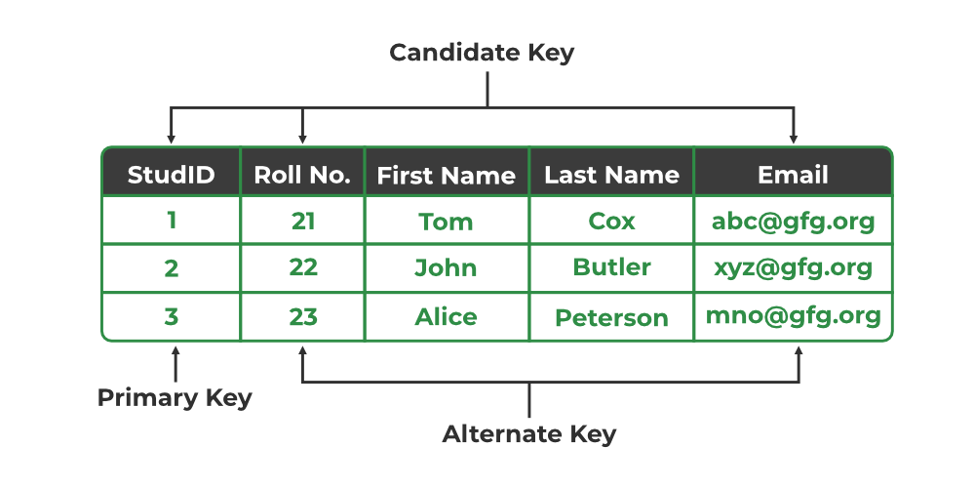 Candidate Key
StudID Roll No. First Name Last Name Email
1 21 Tom Cox abc@gfg.org
2 22 John Butler xyz@gfg.org
3 23 Alice Peterson mno@gfg.org
Primary Key
Alternate Key